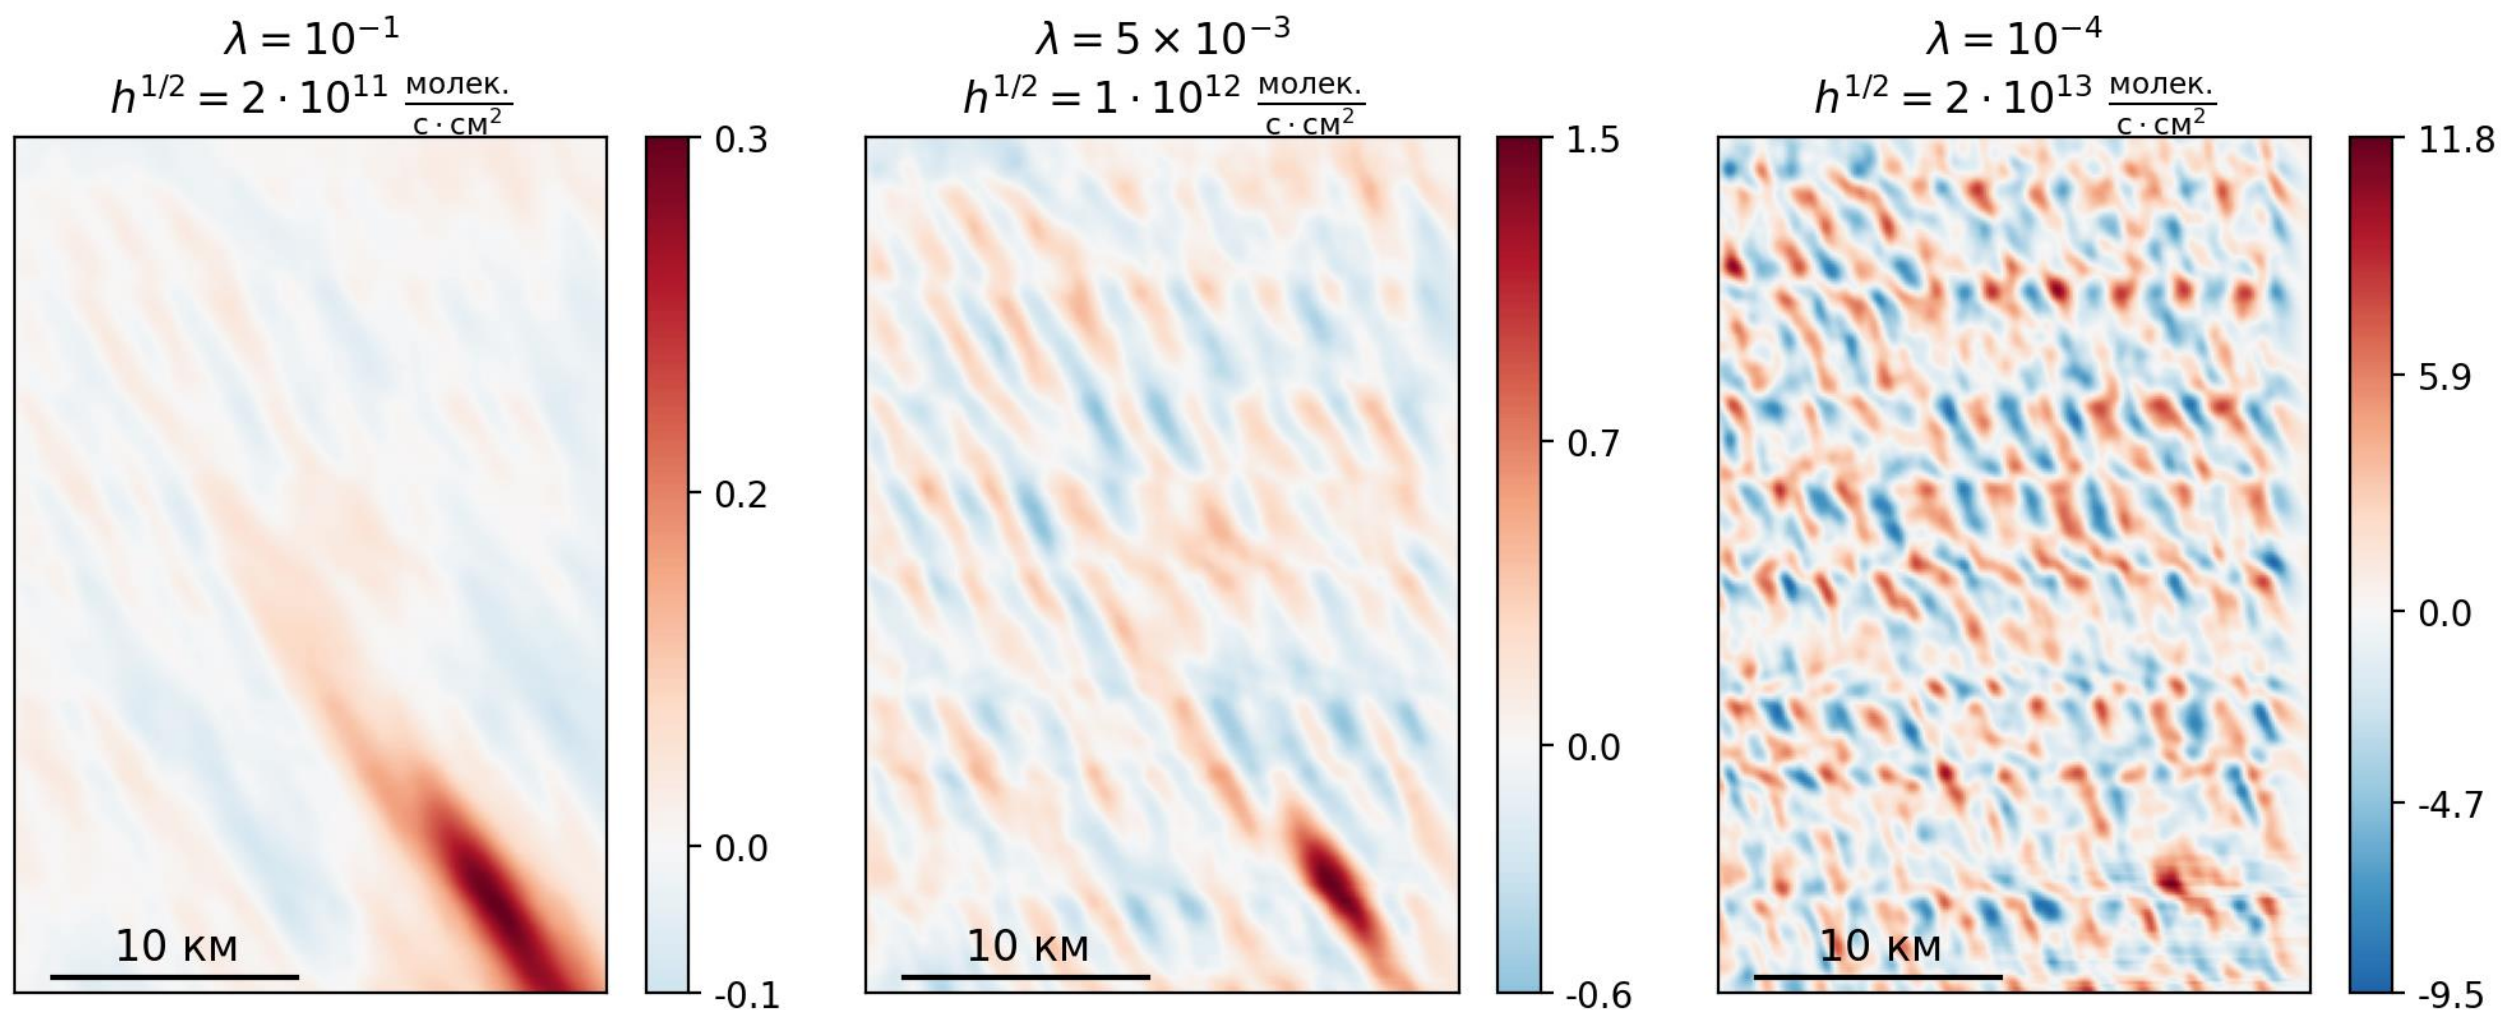 λ = 10⁻¹
h^{1/2} = 2 · 10¹¹ молек./(с · см²)
0.3
0.2
0.0
-0.1
10 км
λ = 5 × 10⁻³
h^{1/2} = 1 · 10¹² молек./(с · см²)
1.5
0.7
0.0
-0.6
10 км
λ = 10⁻⁴
h^{1/2} = 2 · 10¹³ молек./(с · см²)
11.8
5.9
0.0
-4.7
-9.5
10 км